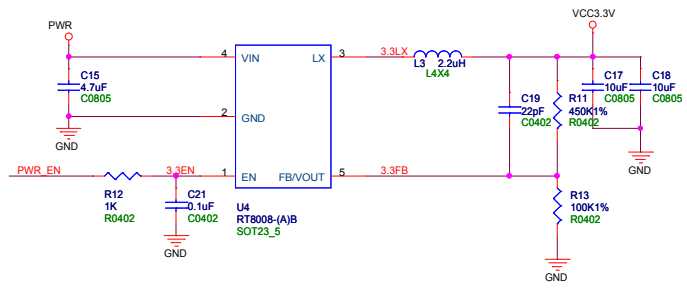 PWR
VCC3.3V
4
VIN
LX
3
3.3LX
L3
2.2uH
L4X4
C15
4.7uF
C0805
C19
22pF
C0402
R11
450K1%
R0402
C17
10uF
C0805
C18
10uF
C0805
2
GND
GND
GND
PWR_EN
3.3EN
1
EN
FB/VOUT
5
3.3FB
R12
1K
R0402
C21
0.1uF
C0402
U4
RT8008-(A)B
SOT23_5
R13
100K1%
R0402
GND
GND